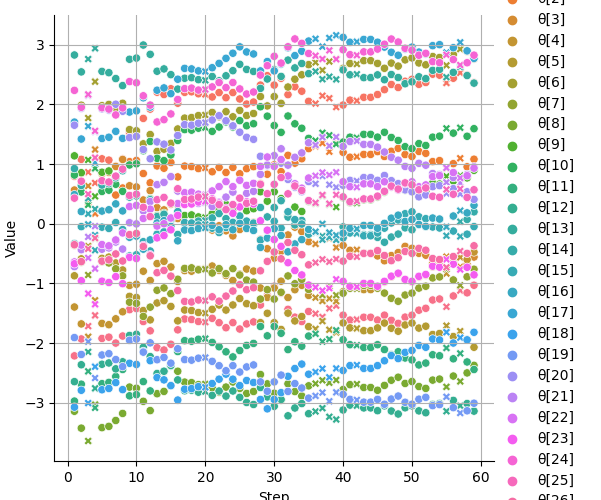 θ[2]
θ[3]
θ[4]
θ[5]
θ[6]
θ[7]
θ[8]
θ[9]
θ[10]
θ[11]
θ[12]
θ[13]
θ[14]
θ[15]
θ[16]
θ[17]
θ[18]
θ[19]
θ[20]
θ[21]
θ[22]
θ[23]
θ[24]
θ[25]
θ[26]
3
2
1
0
−1
−2
−3
Value
0
10
20
30
40
50
60
Step